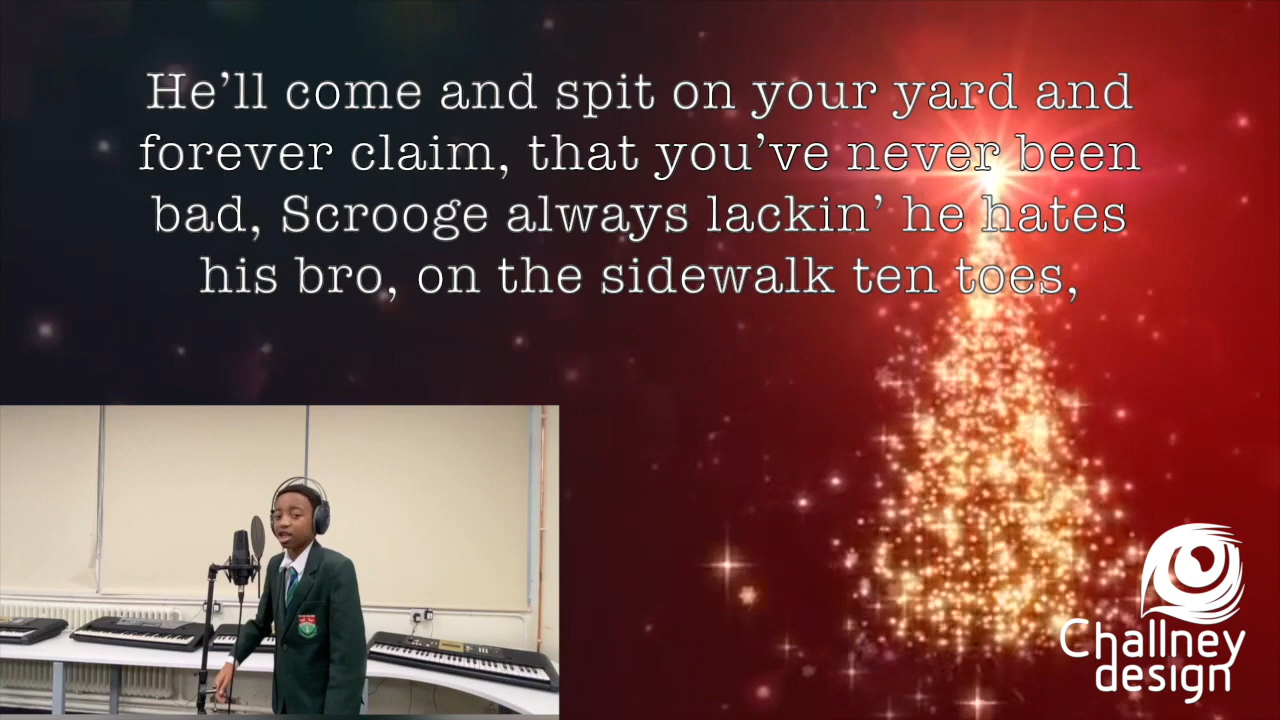 He’ll come and spit on your yard and
forever claim, that you’ve never been
bad, Scrooge always lackin’ he hates
his bro, on the sidewalk ten toes,
Challney
design